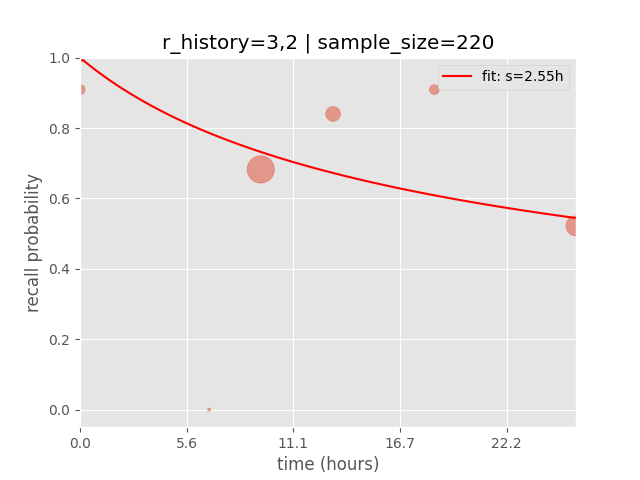 r_history=3,2 | sample_size=220
fit: s=2.55h
recall probability
1.0
0.8
0.6
0.4
0.2
0.0
0.0 5.6 11.1 16.7 22.2
time (hours)